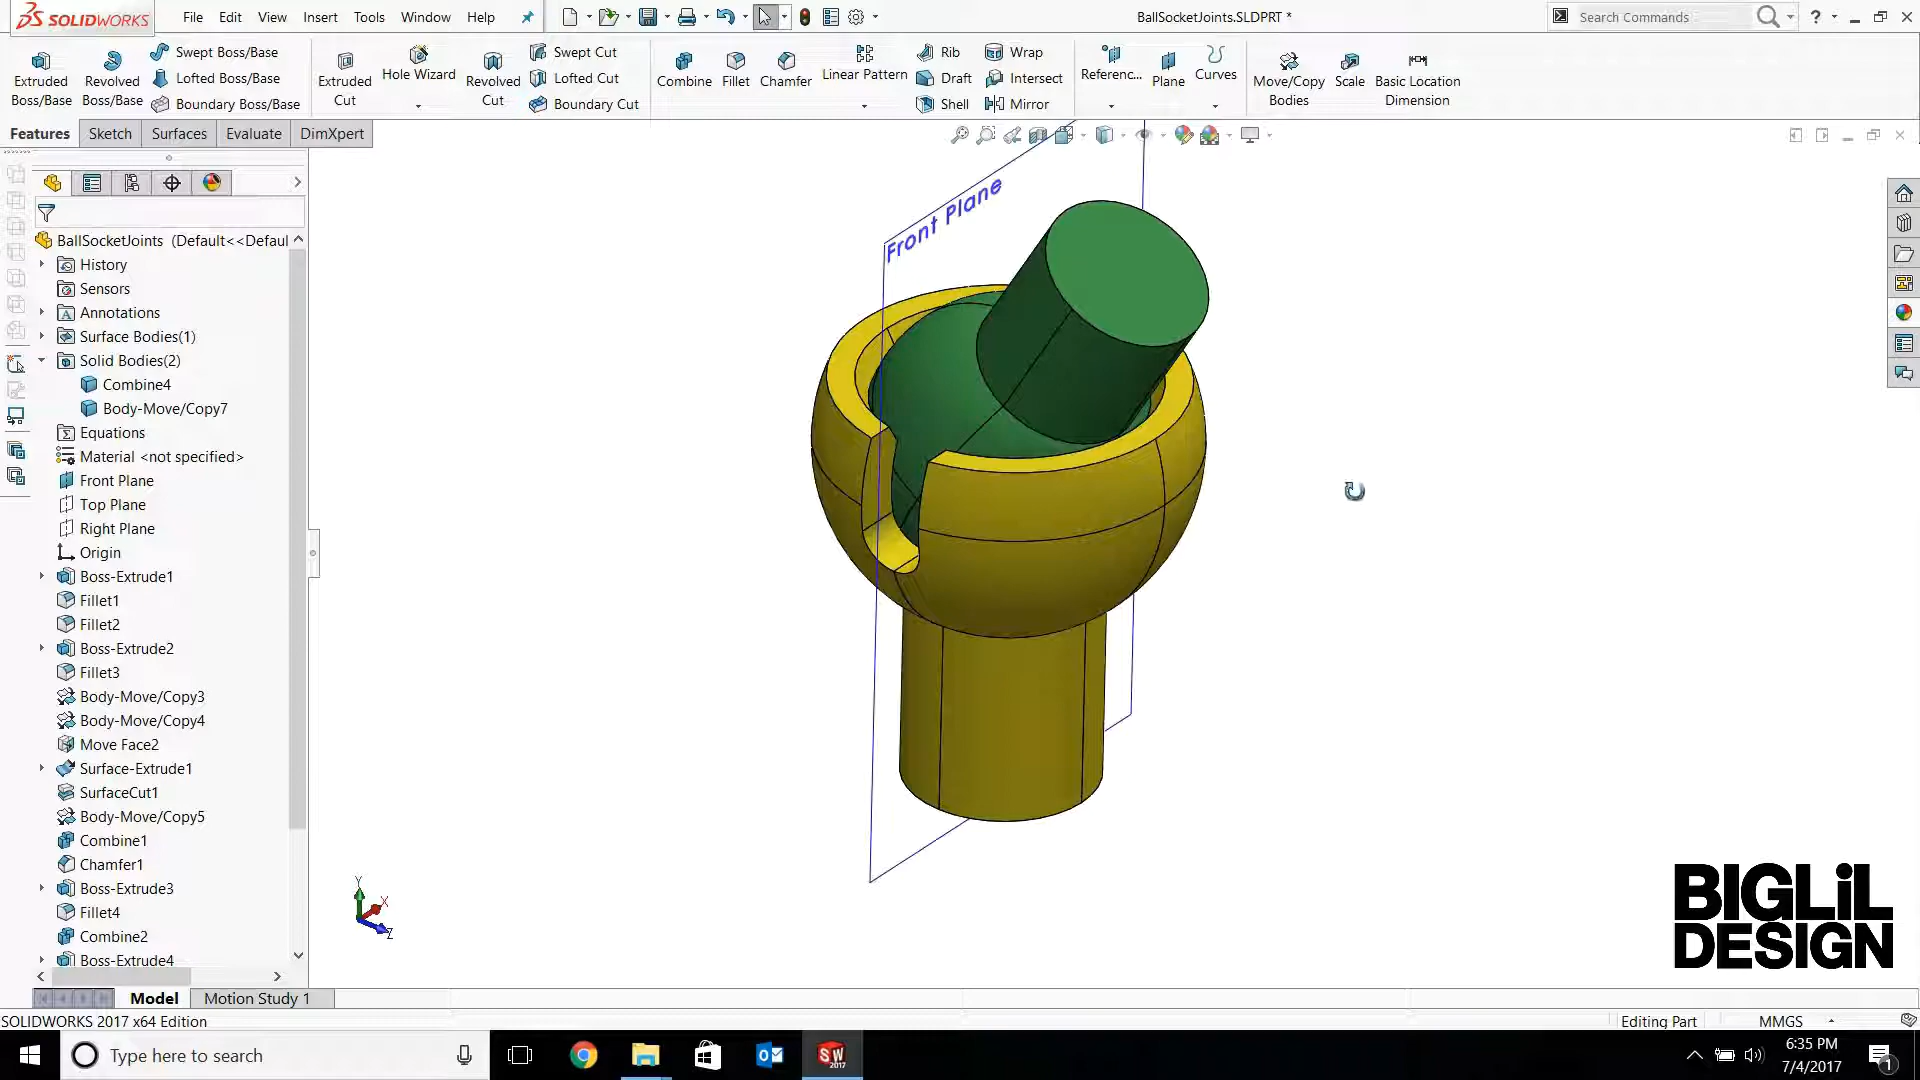 SOLIDWORKS File Edit View Insert Tools Window Help BallSocketJoints.SLDPRT * Search Commands ?
Extruded Boss/Base
Revolved Boss/Base
Swept Boss/Base
Lofted Boss/Base
Boundary Boss/Base
Extruded Cut
Hole Wizard
Revolved Cut
Swept Cut
Lofted Cut
Boundary Cut
Combine
Fillet
Chamfer
Linear Pattern
Rib
Draft
Shell
Wrap
Intersect
Mirror
Referenc...
Plane
Curves
Move/Copy Bodies
Scale
Basic Location Dimension
Features Sketch Surfaces Evaluate DimXpert
BallSocketJoints (Default<<Defaul
History
Sensors
Annotations
Surface Bodies(1)
Solid Bodies(2)
Combine4
Body-Move/Copy7
Equations
Material <not specified>
Front Plane
Top Plane
Right Plane
Origin
Boss-Extrude1
Fillet1
Fillet2
Boss-Extrude2
Fillet3
Body-Move/Copy3
Body-Move/Copy4
Move Face2
Surface-Extrude1
SurfaceCut1
Body-Move/Copy5
Combine1
Chamfer1
Boss-Extrude3
Fillet4
Combine2
Boss-Extrude4
Front Plane
Y
X
Z
BIGLiL
DESIGN
Model Motion Study 1
SOLIDWORKS 2017 x64 Edition Editing Part MMGS
Type here to search
SW
2017
6:35 PM
7/4/2017
1